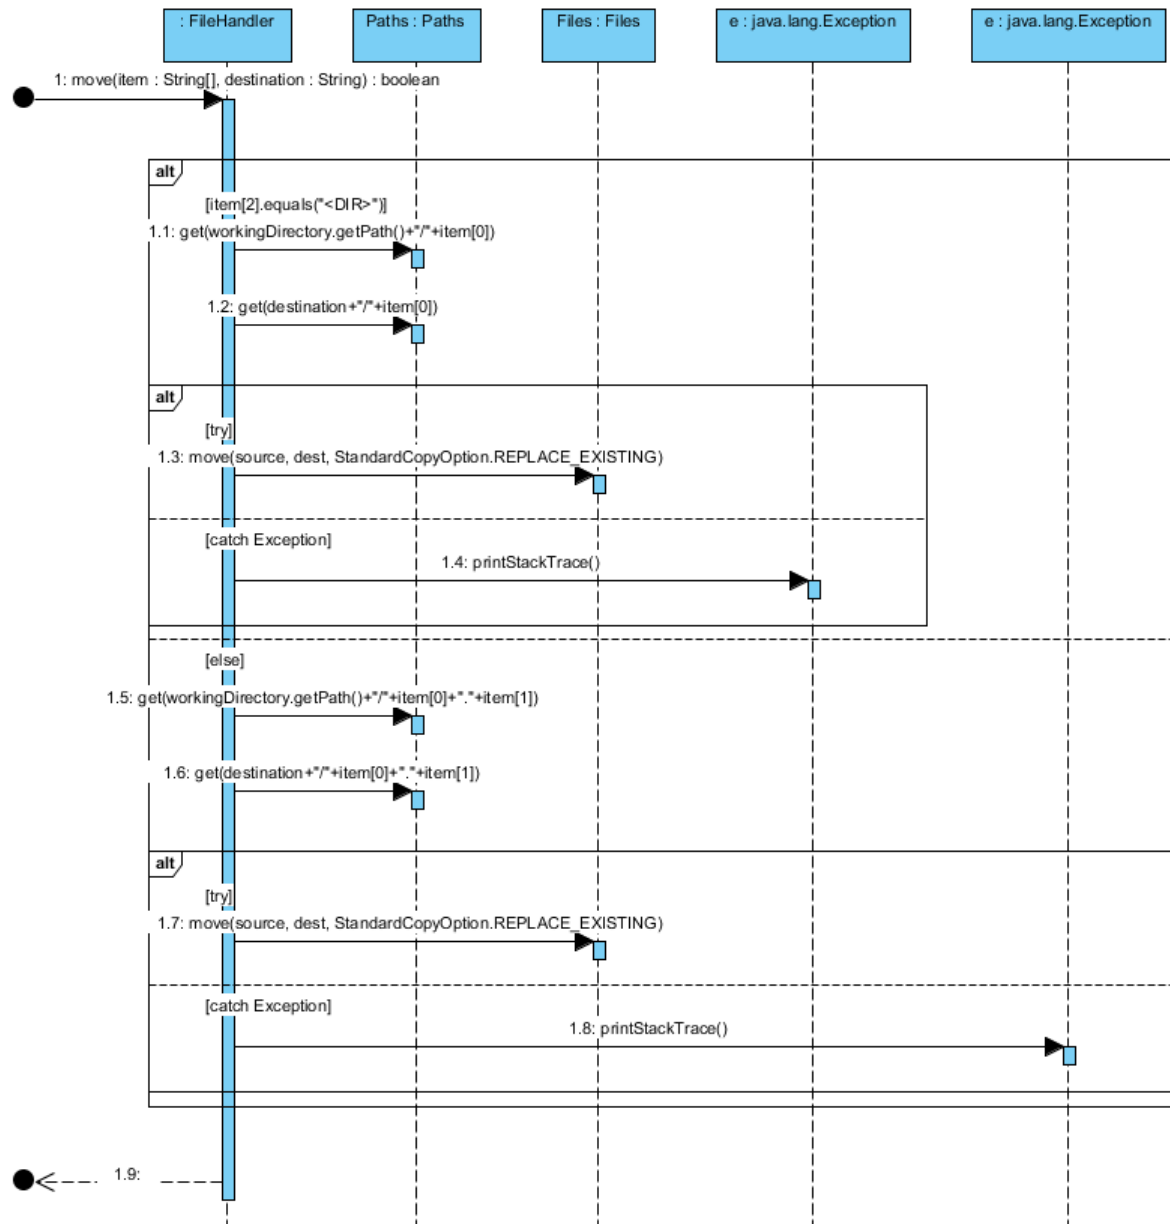 : FileHandler
Paths : Paths
Files : Files
e : java.lang.Exception
e : java.lang.Exception
1: move(item : String[], destination : String) : boolean
alt
[item[2].equals("<DIR>")]
1.1: get(workingDirectory.getPath()+"/"+item[0])
1.2: get(destination+"/"+item[0])
alt
[try]
1.3: move(source, dest, StandardCopyOption.REPLACE_EXISTING)
[catch Exception]
1.4: printStackTrace()
[else]
1.5: get(workingDirectory.getPath()+"/"+item[0]+"."+item[1])
1.6: get(destination+"/"+item[0]+"."+item[1])
alt
[try]
1.7: move(source, dest, StandardCopyOption.REPLACE_EXISTING)
[catch Exception]
1.8: printStackTrace()
1.9: